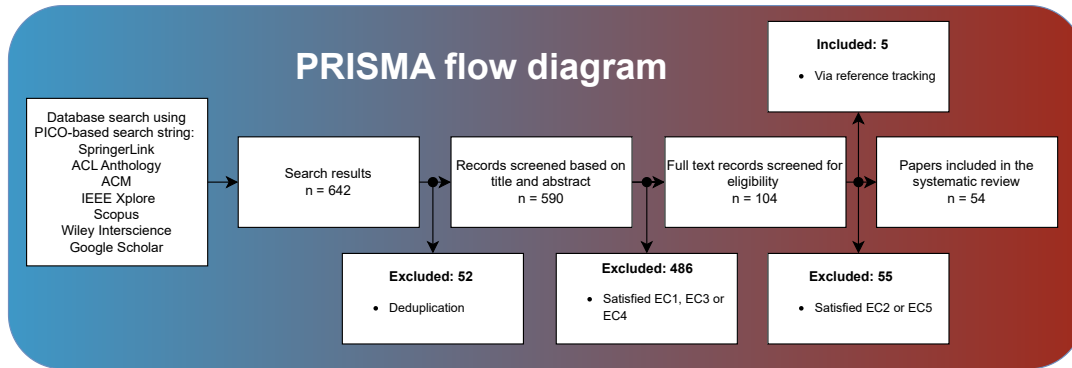 PRISMA flow diagram
Database search using
PICO-based search string:
SpringerLink
ACL Anthology
ACM
IEEE Xplore
Scopus
Wiley Interscience
Google Scholar
Search results
n = 642
Excluded: 52
• Deduplication
Records screened based on
title and abstract
n = 590
Excluded: 486
• Satisfied EC1, EC3 or
EC4
Full text records screened for
eligibility
n = 104
Included: 5
• Via reference tracking
Excluded: 55
• Satisfied EC2 or EC5
Papers included in the
systematic review
n = 54